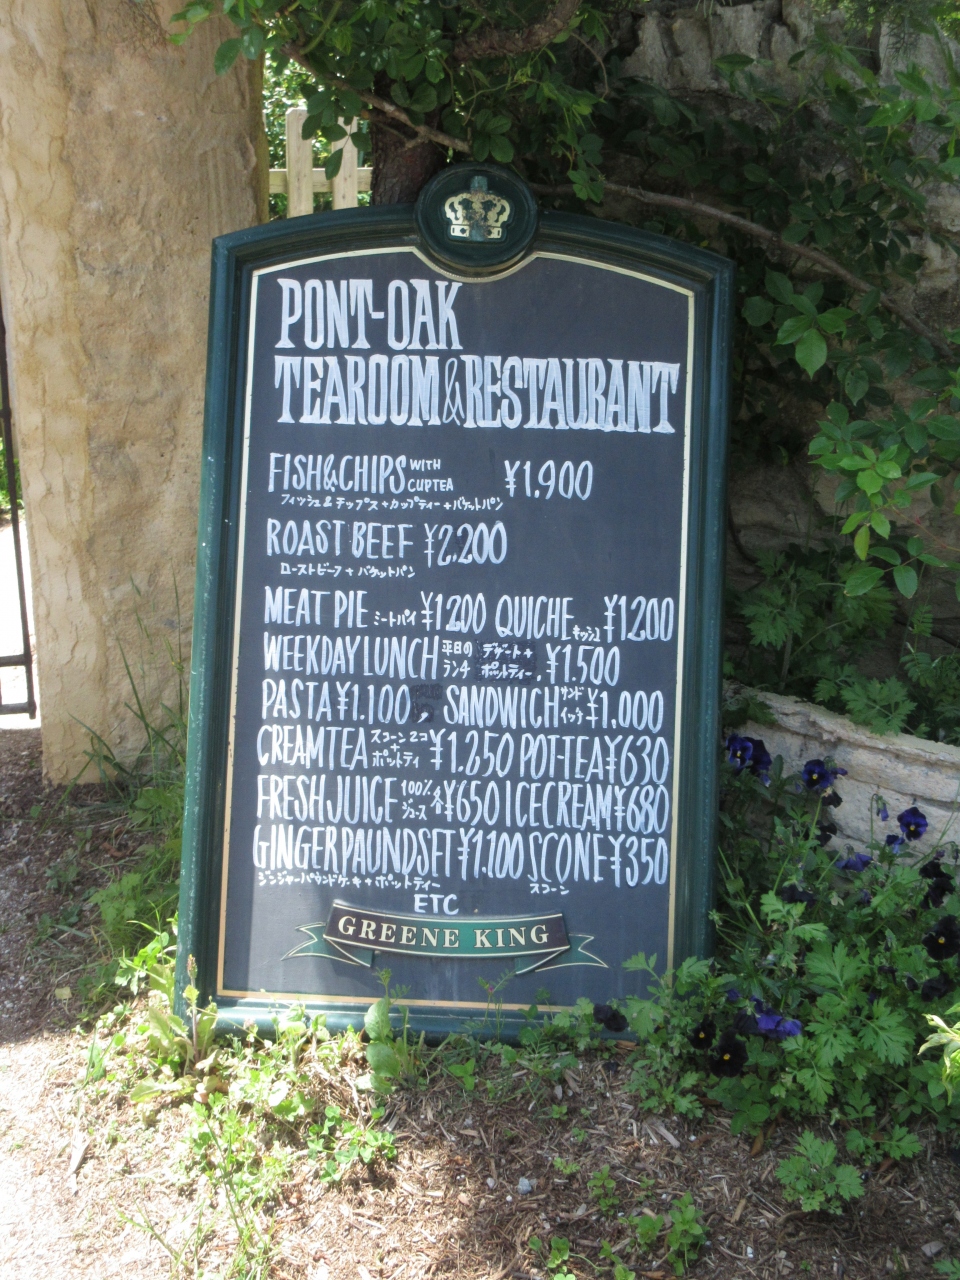 PONT-OAK
TEAROOM & RESTAURANT
FISH&CHIPS WITH CUPTEA ¥1.900
フィッシュ&チップス+カップティー+バケットパン
ROAST BEEF ¥2.200
ローストビーフ+バケットパン
MEAT PIE ミートパイ ¥1200 QUICHE キッシュ ¥1200
WEEKDAY LUNCH 平日のランチ デザート+ポットティー ¥1.500
PASTA ¥1.100 SANDWICH サンドイッチ ¥1,000
CREAMTEA スコーン2コ+ポットティ ¥1.250 POT-TEA ¥630
FRESH JUICE 100%ジュース 各¥650 ICECREAM ¥680
GINGERPAUNDSET ¥1.100 SCONE ¥350
ジンジャーパウンドケーキ+ポットティー スコーン
ETC
GREENE KING